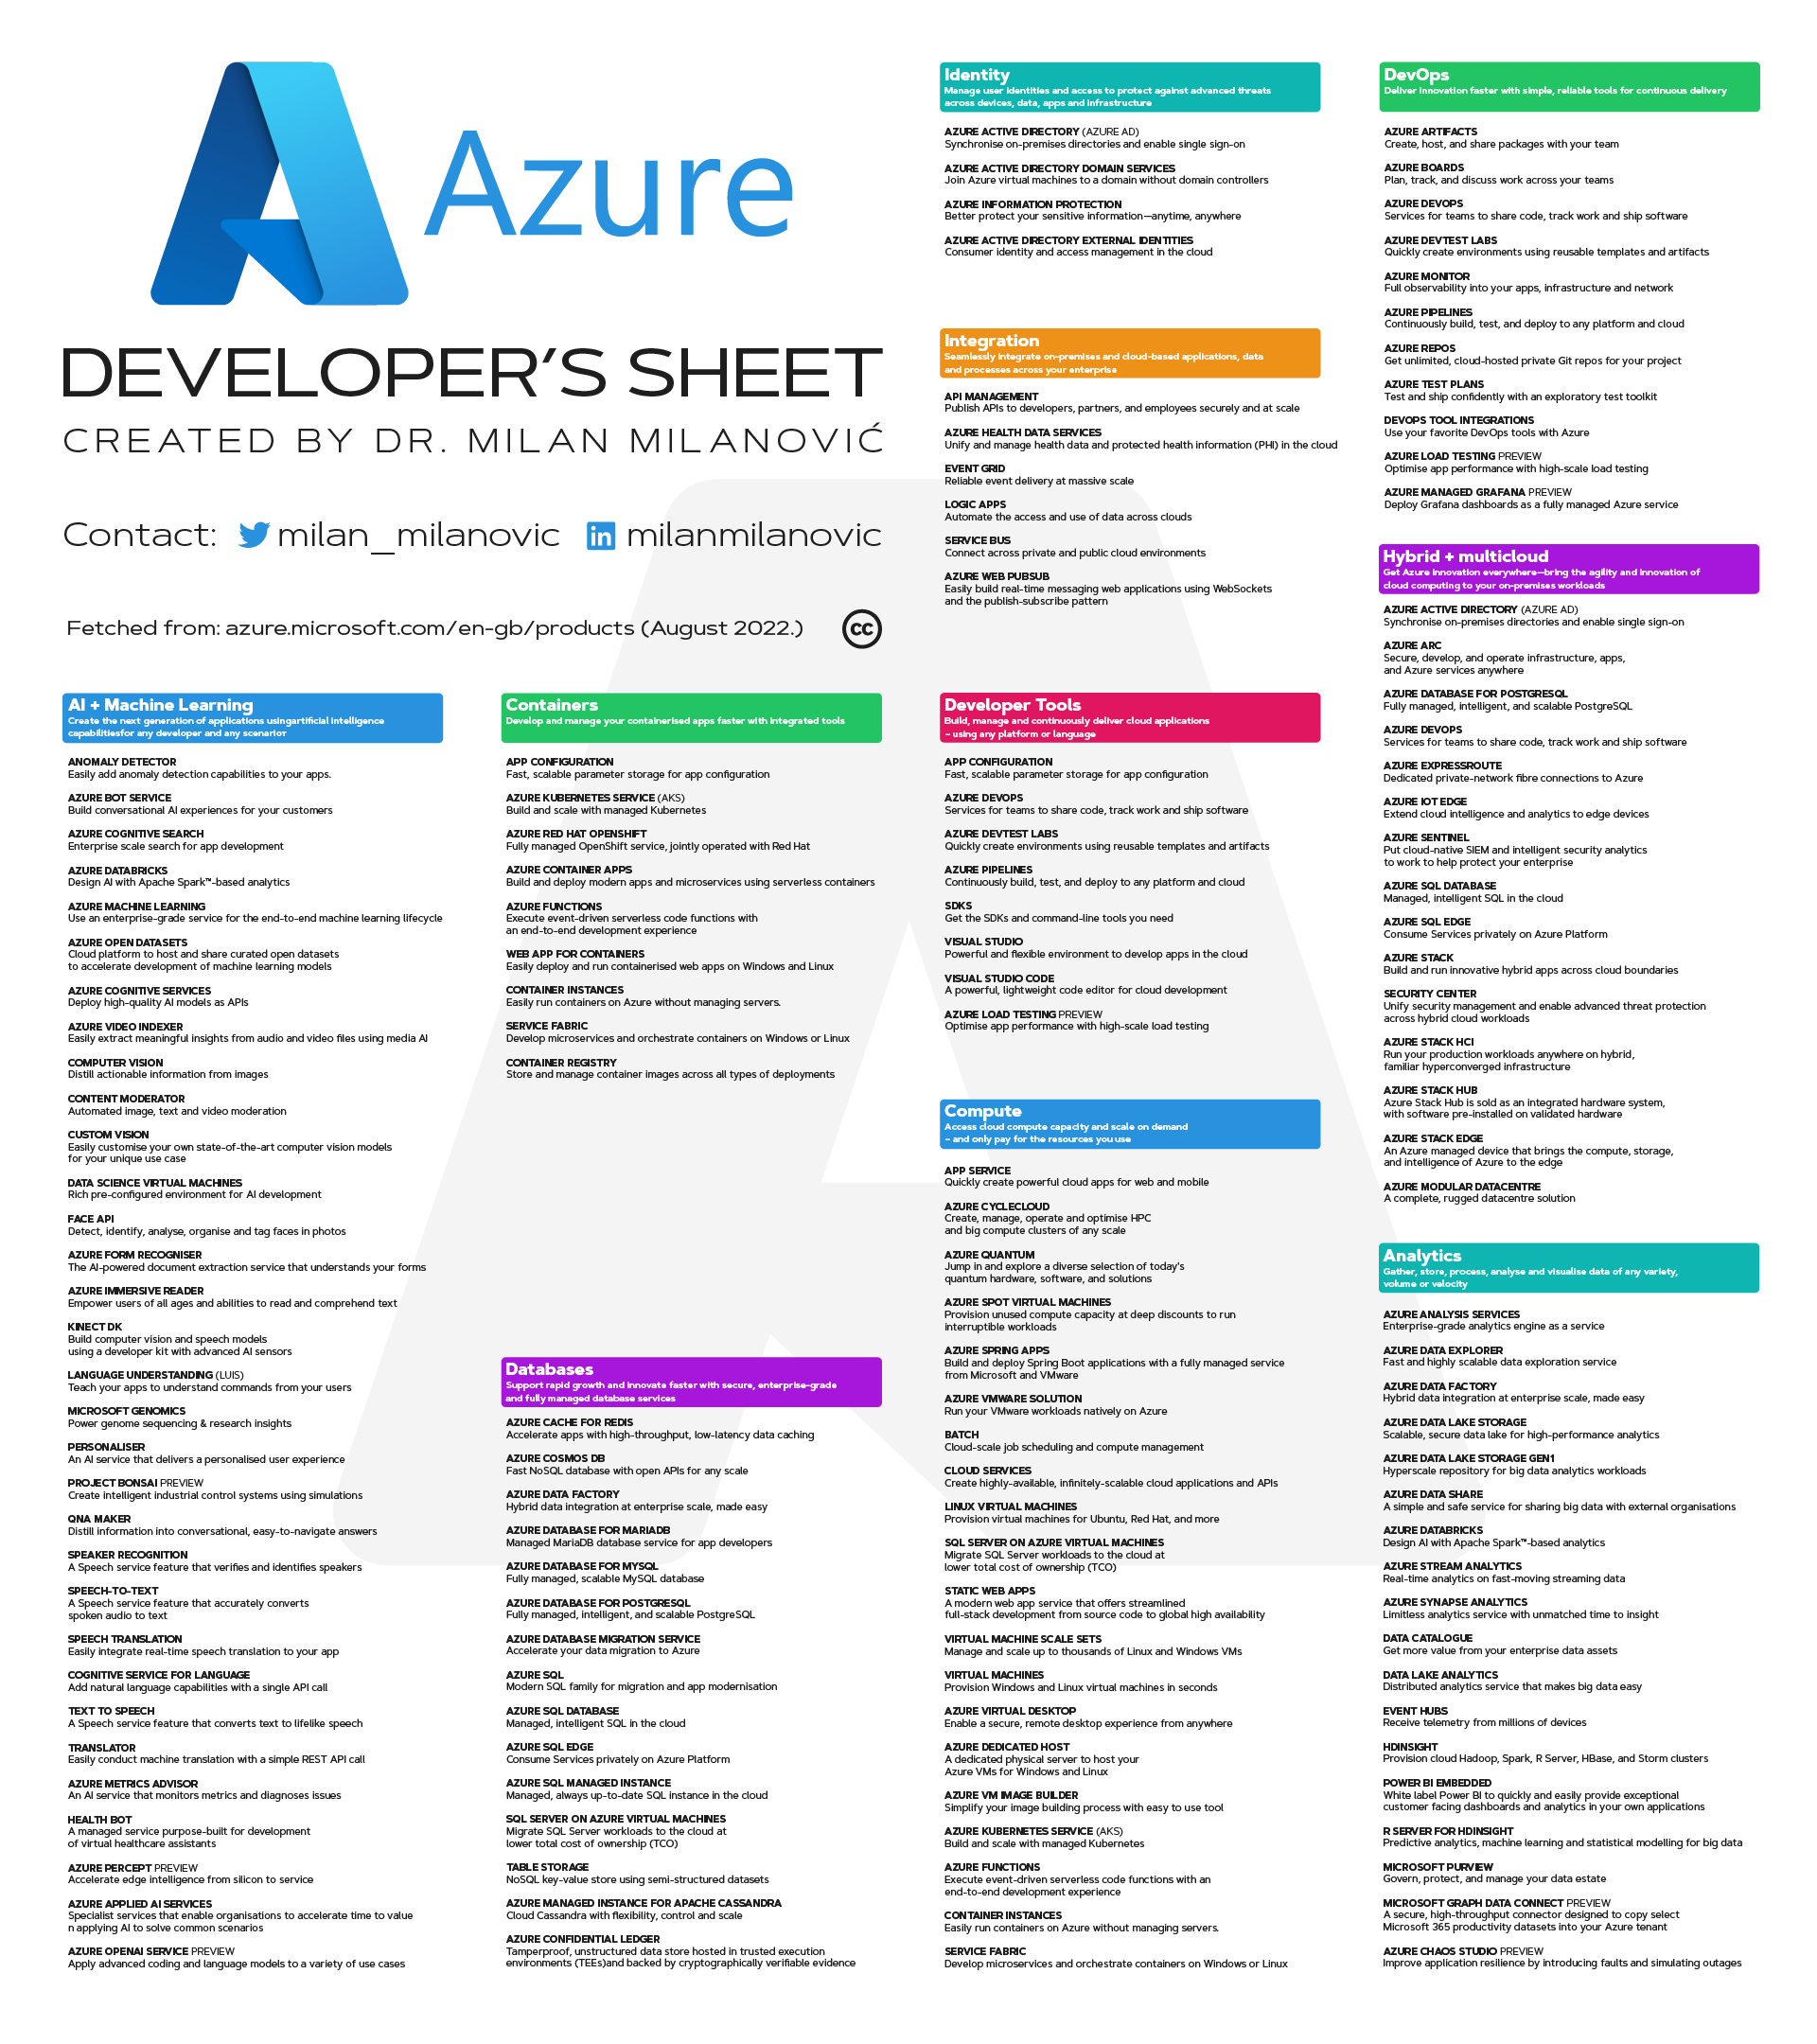 Azure
DEVELOPER'S SHEET
CREATED BY DR. MILAN MILANOVIĆ
Contact: milan_milanovic in milanmilanovic
Fetched from: azure.microsoft.com/en-gb/products (August 2022.) cc
AI + Machine Learning
Create the next generation of applications usingartificial intelligence
capabilitiesfor any developer and any scenarioT
ANOMALY DETECTOR
Easily add anomaly detection capabilities to your apps.
AZURE BOT SERVICE
Build conversational AI experiences for your customers
AZURE COGNITIVE SEARCH
Enterprise scale search for app development
AZURE DATABRICKS
Design AI with Apache Spark™-based analytics
AZURE MACHINE LEARNING
Use an enterprise-grade service for the end-to-end machine learning lifecycle
AZURE OPEN DATASETS
Cloud platform to host and share curated open datasets
to accelerate development of machine learning models
AZURE COGNITIVE SERVICES
Deploy high-quality AI models as APIs
AZURE VIDEO INDEXER
Easily extract meaningful insights from audio and video files using media AI
COMPUTER VISION
Distill actionable information from images
CONTENT MODERATOR
Automated image, text and video moderation
CUSTOM VISION
Easily customise your own state-of-the-art computer vision models
for your unique use case
DATA SCIENCE VIRTUAL MACHINES
Rich pre-configured environment for AI development
FACE API
Detect, identify, analyse, organise and tag faces in photos
AZURE FORM RECOGNISER
The AI-powered document extraction service that understands your forms
AZURE IMMERSIVE READER
Empower users of all ages and abilities to read and comprehend text
KINECT DK
Build computer vision and speech models
using a developer kit with advanced AI sensors
LANGUAGE UNDERSTANDING (LUIS)
Teach your apps to understand commands from your users
MICROSOFT GENOMICS
Power genome sequencing & research insights
PERSONALISER
An AI service that delivers a personalised user experience
PROJECT BONSAI PREVIEW
Create intelligent industrial control systems using simulations
QNA MAKER
Distill information into conversational, easy-to-navigate answers
SPEAKER RECOGNITION
A Speech service feature that verifies and identifies speakers
SPEECH-TO-TEXT
A Speech service feature that accurately converts
spoken audio to text
SPEECH TRANSLATION
Easily integrate real-time speech translation to your app
COGNITIVE SERVICE FOR LANGUAGE
Add natural language capabilities with a single API call
TEXT TO SPEECH
A Speech service feature that converts text to lifelike speech
TRANSLATOR
Easily conduct machine translation with a simple REST API call
AZURE METRICS ADVISOR
An AI service that monitors metrics and diagnoses issues
HEALTH BOT
A managed service purpose-built for development
of virtual healthcare assistants
AZURE PERCEPT PREVIEW
Accelerate edge intelligence from silicon to service
AZURE APPLIED AI SERVICES
Specialist services that enable organisations to accelerate time to value
n applying AI to solve common scenarios
AZURE OPENAI SERVICE PREVIEW
Apply advanced coding and language models to a variety of use cases
Containers
Develop and manage your containerised apps faster with integrated tools
APP CONFIGURATION
Fast, scalable parameter storage for app configuration
AZURE KUBERNETES SERVICE (AKS)
Build and scale with managed Kubernetes
AZURE RED HAT OPENSHIFT
Fully managed OpenShift service, jointly operated with Red Hat
AZURE CONTAINER APPS
Build and deploy modern apps and microservices using serverless containers
AZURE FUNCTIONS
Execute event-driven serverless code functions with
an end-to-end development experience
WEB APP FOR CONTAINERS
Easily deploy and run containerised web apps on Windows and Linux
CONTAINER INSTANCES
Easily run containers on Azure without managing servers.
SERVICE FABRIC
Develop microservices and orchestrate containers on Windows or Linux
CONTAINER REGISTRY
Store and manage container images across all types of deployments
Databases
Support rapid growth and innovate faster with secure, enterprise-grade
and fully managed database services
AZURE CACHE FOR REDIS
Accelerate apps with high-throughput, low-latency data caching
AZURE COSMOS DB
Fast NoSQL database with open APIs for any scale
AZURE DATA FACTORY
Hybrid data integration at enterprise scale, made easy
AZURE DATABASE FOR MARIADB
Managed MariaDB database service for app developers
AZURE DATABASE FOR MYSQL
Fully managed, scalable MySQL database
AZURE DATABASE FOR POSTGRESQL
Fully managed, intelligent, and scalable PostgreSQL
AZURE DATABASE MIGRATION SERVICE
Accelerate your data migration to Azure
AZURE SQL
Modern SQL family for migration and app modernisation
AZURE SQL DATABASE
Managed, intelligent SQL in the cloud
AZURE SQL EDGE
Consume Services privately on Azure Platform
AZURE SQL MANAGED INSTANCE
Managed, always up-to-date SQL instance in the cloud
SQL SERVER ON AZURE VIRTUAL MACHINES
Migrate SQL Server workloads to the cloud at
lower total cost of ownership (TCO)
TABLE STORAGE
NoSQL key-value store using semi-structured datasets
AZURE MANAGED INSTANCE FOR APACHE CASSANDRA
Cloud Cassandra with flexibility, control and scale
AZURE CONFIDENTIAL LEDGER
Tamperproof, unstructured data store hosted in trusted execution
environments (TEEs)and backed by cryptographically verifiable evidence
Identity
Manage user identities and access to protect against advanced threats
across devices, data, apps and infrastructure
AZURE ACTIVE DIRECTORY (AZURE AD)
Synchronise on-premises directories and enable single sign-on
AZURE ACTIVE DIRECTORY DOMAIN SERVICES
Join Azure virtual machines to a domain without domain controllers
AZURE INFORMATION PROTECTION
Better protect your sensitive information—anytime, anywhere
AZURE ACTIVE DIRECTORY EXTERNAL IDENTITIES
Consumer identity and access management in the cloud
Integration
Seamlessly integrate on-premises and cloud-based applications, data
and processes across your enterprise
API MANAGEMENT
Publish APIs to developers, partners, and employees securely and at scale
AZURE HEALTH DATA SERVICES
Unify and manage health data and protected health information (PHI) in the cloud
EVENT GRID
Reliable event delivery at massive scale
LOGIC APPS
Automate the access and use of data across clouds
SERVICE BUS
Connect across private and public cloud environments
AZURE WEB PUBSUB
Easily build real-time messaging web applications using WebSockets
and the publish-subscribe pattern
Developer Tools
Build, manage and continuously deliver cloud applications
– using any platform or language
APP CONFIGURATION
Fast, scalable parameter storage for app configuration
AZURE DEVOPS
Services for teams to share code, track work and ship software
AZURE DEVTEST LABS
Quickly create environments using reusable templates and artifacts
AZURE PIPELINES
Continuously build, test, and deploy to any platform and cloud
SDKS
Get the SDKs and command-line tools you need
VISUAL STUDIO
Powerful and flexible environment to develop apps in the cloud
VISUAL STUDIO CODE
A powerful, lightweight code editor for cloud development
AZURE LOAD TESTING PREVIEW
Optimise app performance with high-scale load testing
Compute
Access cloud compute capacity and scale on demand
– and only pay for the resources you use
APP SERVICE
Quickly create powerful cloud apps for web and mobile
AZURE CYCLECLOUD
Create, manage, operate and optimise HPC
and big compute clusters of any scale
AZURE QUANTUM
Jump in and explore a diverse selection of today's
quantum hardware, software, and solutions
AZURE SPOT VIRTUAL MACHINES
Provision unused compute capacity at deep discounts to run
interruptible workloads
AZURE SPRING APPS
Build and deploy Spring Boot applications with a fully managed service
from Microsoft and VMware
AZURE VMWARE SOLUTION
Run your VMware workloads natively on Azure
BATCH
Cloud-scale job scheduling and compute management
CLOUD SERVICES
Create highly-available, infinitely-scalable cloud applications and APIs
LINUX VIRTUAL MACHINES
Provision virtual machines for Ubuntu, Red Hat, and more
SQL SERVER ON AZURE VIRTUAL MACHINES
Migrate SQL Server workloads to the cloud at
lower total cost of ownership (TCO)
STATIC WEB APPS
A modern web app service that offers streamlined
full-stack development from source code to global high availability
VIRTUAL MACHINE SCALE SETS
Manage and scale up to thousands of Linux and Windows VMs
VIRTUAL MACHINES
Provision Windows and Linux virtual machines in seconds
AZURE VIRTUAL DESKTOP
Enable a secure, remote desktop experience from anywhere
AZURE DEDICATED HOST
A dedicated physical server to host your
Azure VMs for Windows and Linux
AZURE VM IMAGE BUILDER
Simplify your image building process with easy to use tool
AZURE KUBERNETES SERVICE (AKS)
Build and scale with managed Kubernetes
AZURE FUNCTIONS
Execute event-driven serverless code functions with an
end-to-end development experience
CONTAINER INSTANCES
Easily run containers on Azure without managing servers.
SERVICE FABRIC
Develop microservices and orchestrate containers on Windows or Linux
DevOps
Deliver innovation faster with simple, reliable tools for continuous delivery
AZURE ARTIFACTS
Create, host, and share packages with your team
AZURE BOARDS
Plan, track, and discuss work across your teams
AZURE DEVOPS
Services for teams to share code, track work and ship software
AZURE DEVTEST LABS
Quickly create environments using reusable templates and artifacts
AZURE MONITOR
Full observability into your apps, infrastructure and network
AZURE PIPELINES
Continuously build, test, and deploy to any platform and cloud
AZURE REPOS
Get unlimited, cloud-hosted private Git repos for your project
AZURE TEST PLANS
Test and ship confidently with an exploratory test toolkit
DEVOPS TOOL INTEGRATIONS
Use your favorite DevOps tools with Azure
AZURE LOAD TESTING PREVIEW
Optimise app performance with high-scale load testing
AZURE MANAGED GRAFANA PREVIEW
Deploy Grafana dashboards as a fully managed Azure service
Hybrid + multicloud
Get Azure innovation everywhere—bring the agility and innovation of
cloud computing to your on-premises workloads
AZURE ACTIVE DIRECTORY (AZURE AD)
Synchronise on-premises directories and enable single sign-on
AZURE ARC
Secure, develop, and operate infrastructure, apps,
and Azure services anywhere
AZURE DATABASE FOR POSTGRESQL
Fully managed, intelligent, and scalable PostgreSQL
AZURE DEVOPS
Services for teams to share code, track work and ship software
AZURE EXPRESSROUTE
Dedicated private-network fibre connections to Azure
AZURE IOT EDGE
Extend cloud intelligence and analytics to edge devices
AZURE SENTINEL
Put cloud-native SIEM and intelligent security analytics
to work to help protect your enterprise
AZURE SQL DATABASE
Managed, intelligent SQL in the cloud
AZURE SQL EDGE
Consume Services privately on Azure Platform
AZURE STACK
Build and run innovative hybrid apps across cloud boundaries
SECURITY CENTER
Unify security management and enable advanced threat protection
across hybrid cloud workloads
AZURE STACK HCI
Run your production workloads anywhere on hybrid,
familiar hyperconverged infrastructure
AZURE STACK HUB
Azure Stack Hub is sold as an integrated hardware system,
with software pre-installed on validated hardware
AZURE STACK EDGE
An Azure managed device that brings the compute, storage,
and intelligence of Azure to the edge
AZURE MODULAR DATACENTRE
A complete, rugged datacentre solution
Analytics
Gather, store, process, analyse and visualise data of any variety,
volume or velocity
AZURE ANALYSIS SERVICES
Enterprise-grade analytics engine as a service
AZURE DATA EXPLORER
Fast and highly scalable data exploration service
AZURE DATA FACTORY
Hybrid data integration at enterprise scale, made easy
AZURE DATA LAKE STORAGE
Scalable, secure data lake for high-performance analytics
AZURE DATA LAKE STORAGE GEN1
Hyperscale repository for big data analytics workloads
AZURE DATA SHARE
A simple and safe service for sharing big data with external organisations
AZURE DATABRICKS
Design AI with Apache Spark™-based analytics
AZURE STREAM ANALYTICS
Real-time analytics on fast-moving streaming data
AZURE SYNAPSE ANALYTICS
Limitless analytics service with unmatched time to insight
DATA CATALOGUE
Get more value from your enterprise data assets
DATA LAKE ANALYTICS
Distributed analytics service that makes big data easy
EVENT HUBS
Receive telemetry from millions of devices
HDINSIGHT
Provision cloud Hadoop, Spark, R Server, HBase, and Storm clusters
POWER BI EMBEDDED
White label Power BI to quickly and easily provide exceptional
customer facing dashboards and analytics in your own applications
R SERVER FOR HDINSIGHT
Predictive analytics, machine learning and statistical modelling for big data
MICROSOFT PURVIEW
Govern, protect, and manage your data estate
MICROSOFT GRAPH DATA CONNECT PREVIEW
A secure, high-throughput connector designed to copy select
Microsoft 365 productivity datasets into your Azure tenant
AZURE CHAOS STUDIO PREVIEW
Improve application resilience by introducing faults and simulating outages